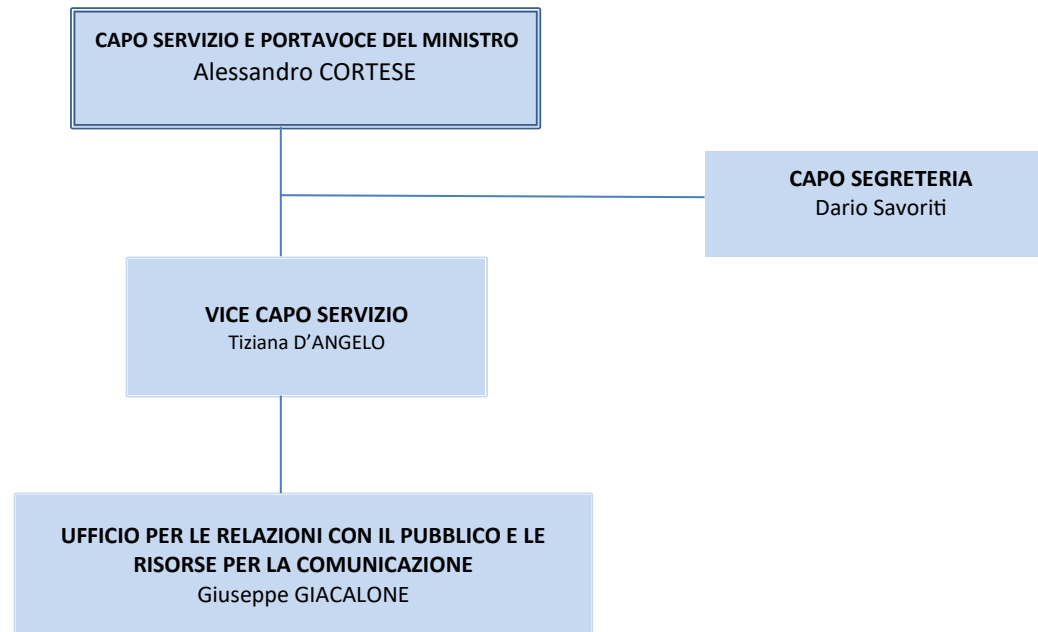 CAPO SERVIZIO E PORTAVOCE DEL MINISTRO
Alessandro CORTESE
CAPO SEGRETERIA
Dario Savoriti
VICE CAPO SERVIZIO
Tiziana D’ANGELO
UFFICIO PER LE RELAZIONI CON IL PUBBLICO E LE
RISORSE PER LA COMUNICAZIONE
Giuseppe GIACALONE